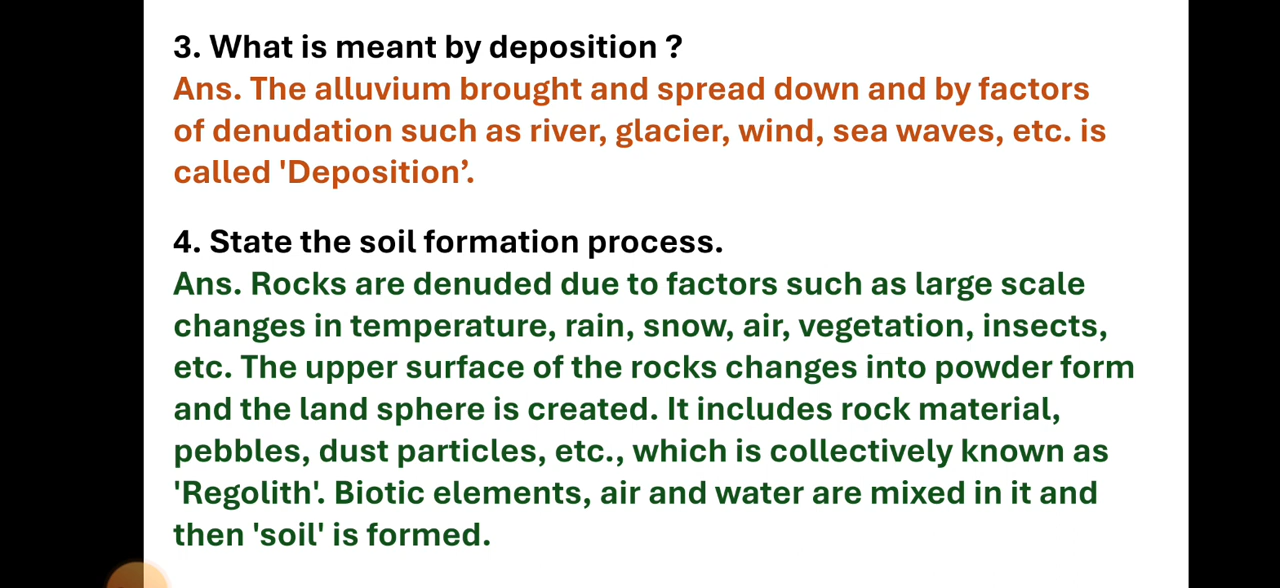 3. What is meant by deposition ?
Ans. The alluvium brought and spread down and by factors
of denudation such as river, glacier, wind, sea waves, etc. is
called 'Deposition’.
4. State the soil formation process.
Ans. Rocks are denuded due to factors such as large scale
changes in temperature, rain, snow, air, vegetation, insects,
etc. The upper surface of the rocks changes into powder form
and the land sphere is created. It includes rock material,
pebbles, dust particles, etc., which is collectively known as
'Regolith'. Biotic elements, air and water are mixed in it and
then 'soil' is formed.